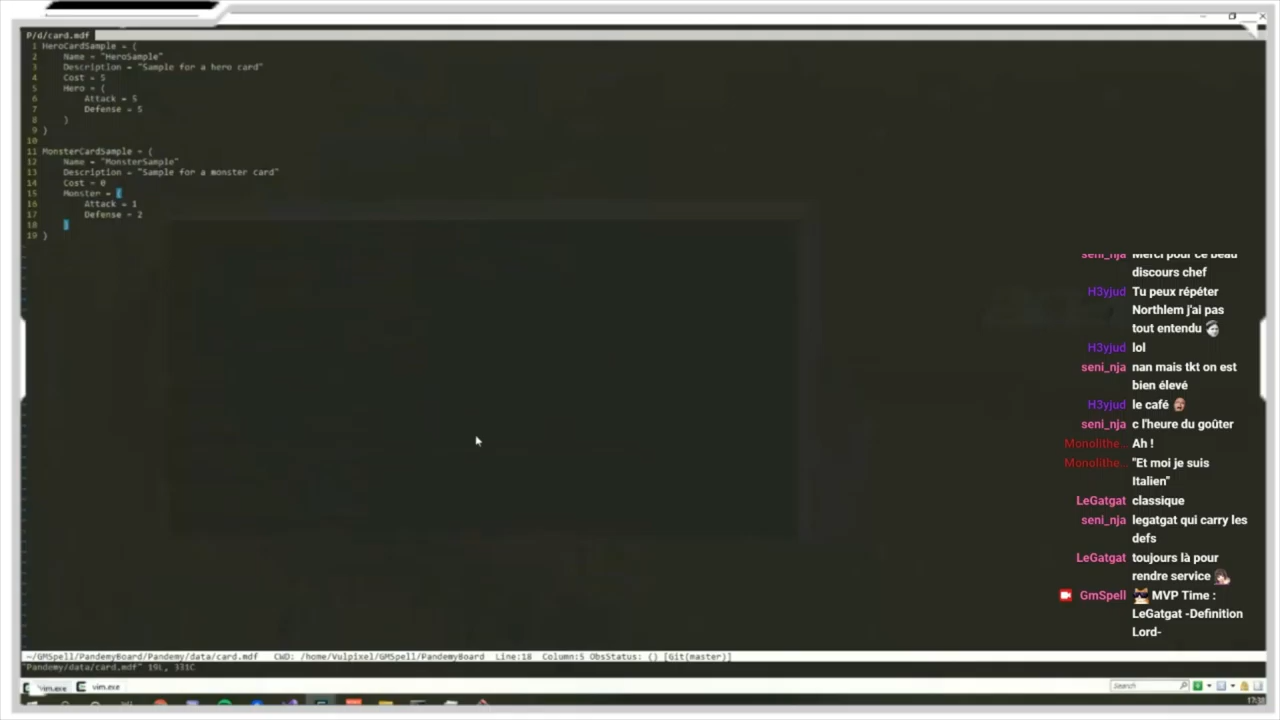 P/d/card.mdf
1 HeroCardSample = {
2 Name = "HeroSample"
3 Description = "Sample for a hero card"
4 Cost = 5
5 Hero = {
6 Attack = 5
7 Defense = 5
8 }
9 }
10
11 MonsterCardSample = {
12 Name = "MonsterSample"
13 Description = "Sample for a monster card"
14 Cost = 0
15 Monster = {
16 Attack = 1
17 Defense = 2
18 }
19 }
seni_nja Merci pour ce beau
discours chef
H3yjud Tu peux répéter
Northlem j'ai pas
tout entendu
H3yjud lol
seni_nja nan mais tkt on est
bien élevé
H3yjud le café
seni_nja c l'heure du goûter
Monolithe... Ah !
Monolithe... "Et moi je suis
Italien"
LeGatgat classique
seni_nja legatgat qui carry les
defs
LeGatgat toujours là pour
rendre service
GmSpell MVP Time :
LeGatgat -Definition
Lord-
~/GMSpell/PandemyBoard/Pandemy/data/card.mdf CWD: /home/Vulpixel/GMSpell/PandemyBoard Line:18 Column:5 ObsStatus: () [Git(master)]
"Pandemy/data/card.mdf" 19L, 331C
vim.exe vim.exe Search